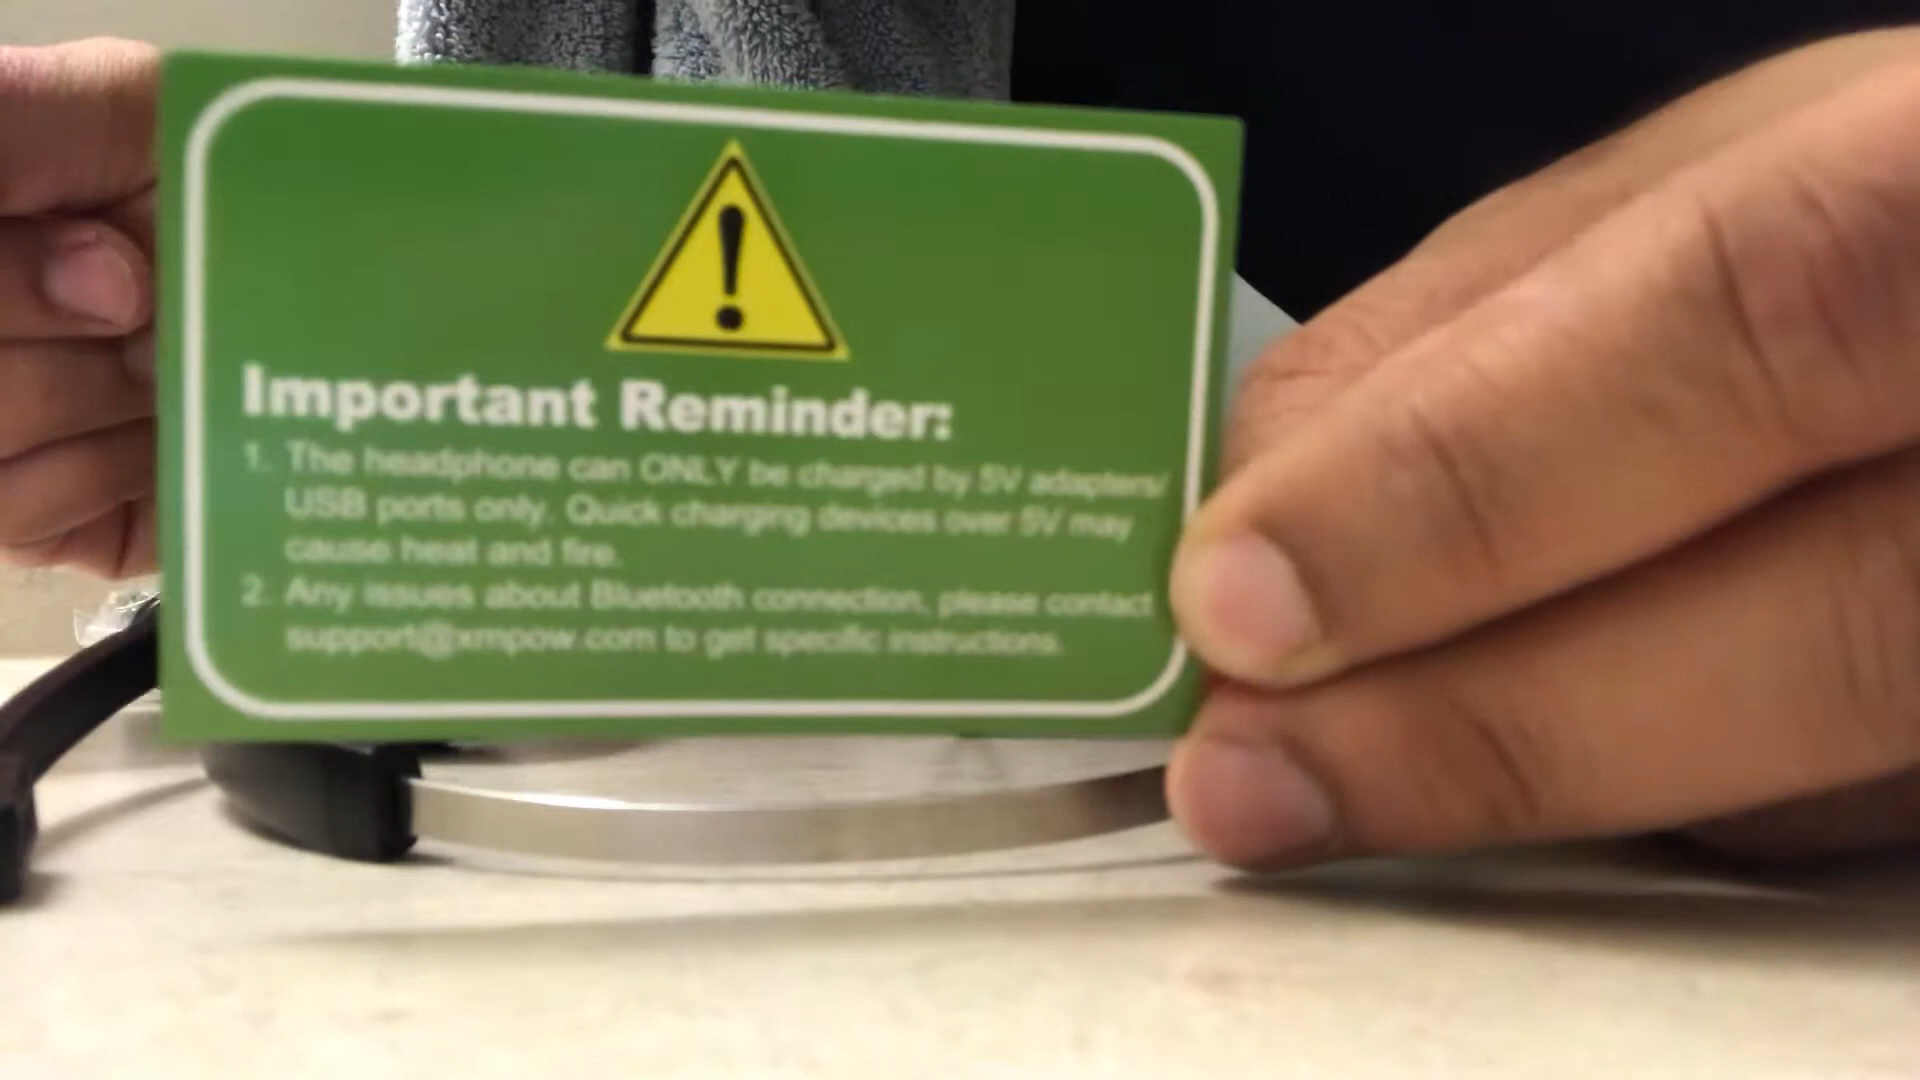 Important Reminder:
1. The headphone can ONLY be charged by 5V adapters/
USB ports only. Quick charging devices over 5V may
cause heat and fire.
2. Any issues about Bluetooth connection, please contact
support@xmpow.com to get specific instructions.